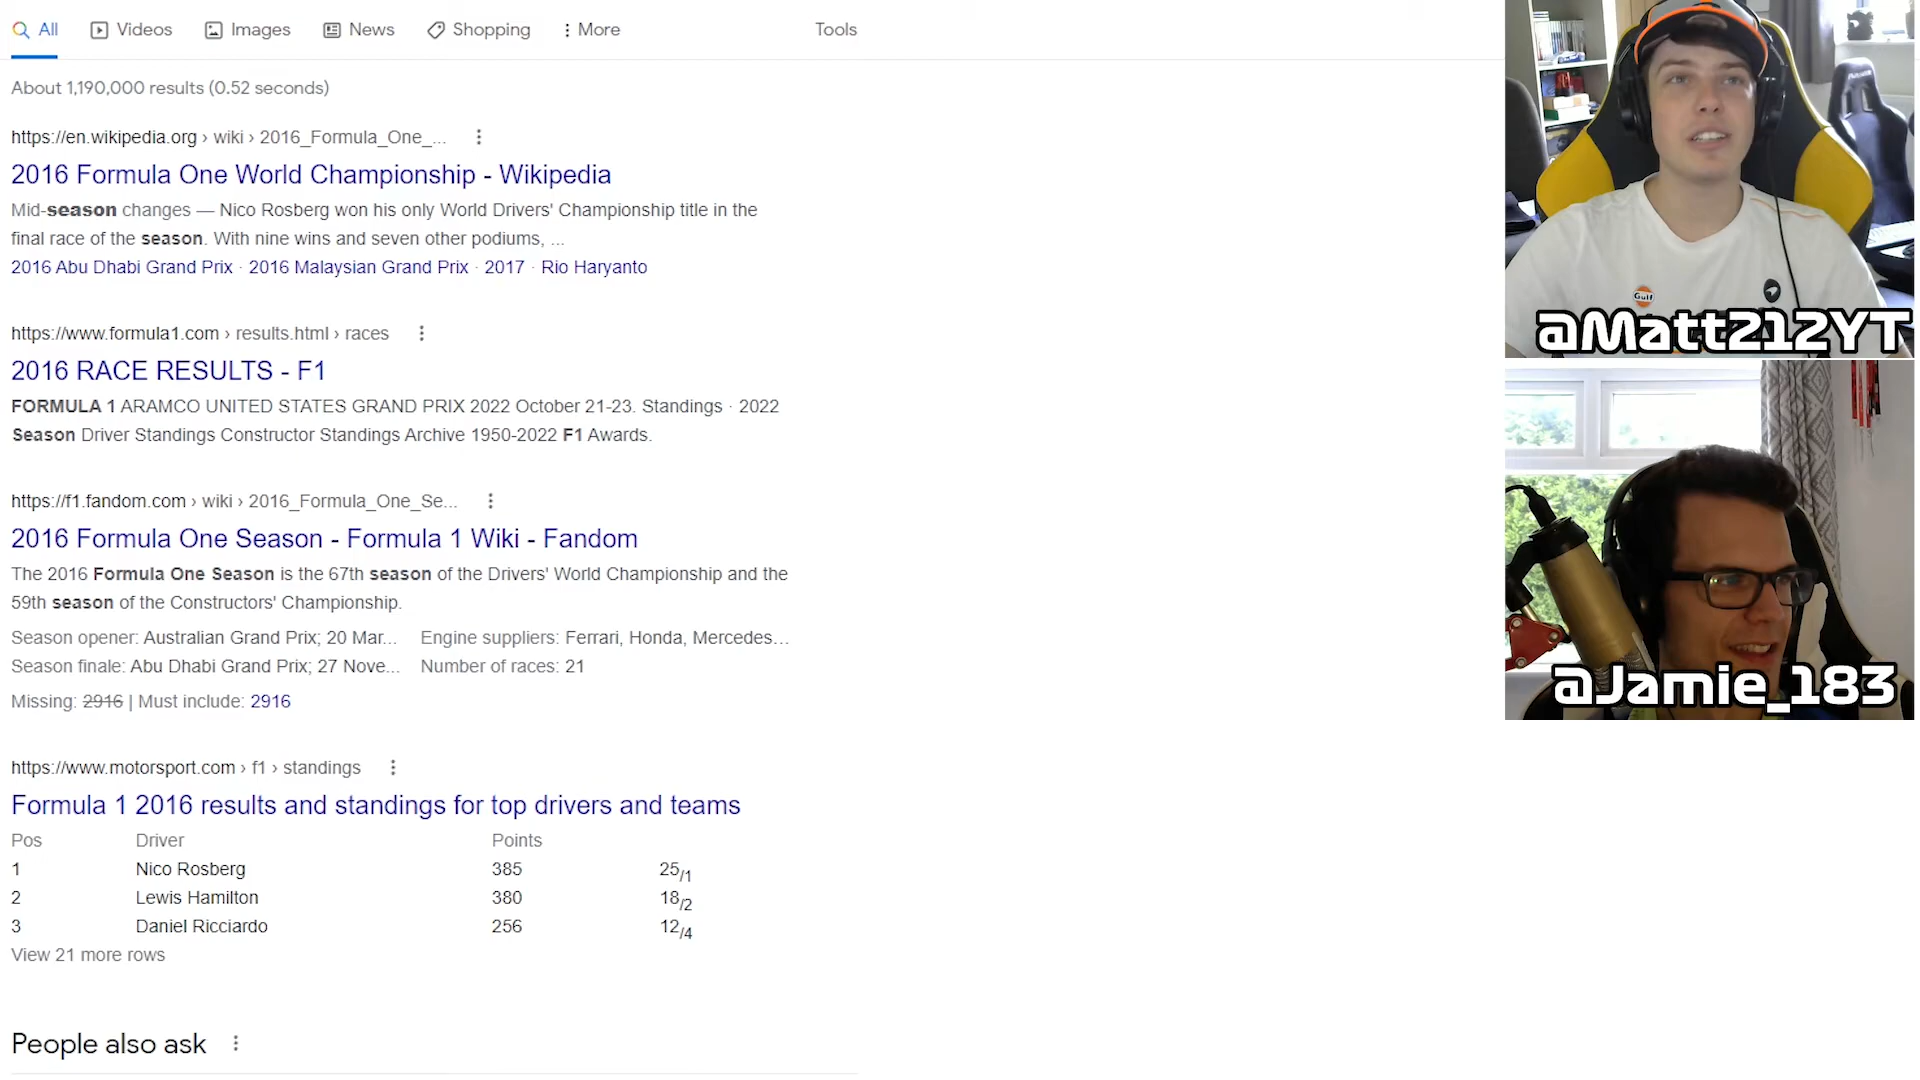 All Videos Images News Shopping More Tools
About 1,190,000 results (0.52 seconds)
https://en.wikipedia.org › wiki › 2016_Formula_One_...
2016 Formula One World Championship - Wikipedia
Mid-season changes — Nico Rosberg won his only World Drivers' Championship title in the
final race of the season. With nine wins and seven other podiums, ...
2016 Abu Dhabi Grand Prix · 2016 Malaysian Grand Prix · 2017 · Rio Haryanto
https://www.formula1.com › results.html › races
2016 RACE RESULTS - F1
FORMULA 1 ARAMCO UNITED STATES GRAND PRIX 2022 October 21-23. Standings · 2022
Season Driver Standings Constructor Standings Archive 1950-2022 F1 Awards.
https://f1.fandom.com › wiki › 2016_Formula_One_Se...
2016 Formula One Season - Formula 1 Wiki - Fandom
The 2016 Formula One Season is the 67th season of the Drivers' World Championship and the
59th season of the Constructors' Championship.
Season opener: Australian Grand Prix; 20 Mar... Engine suppliers: Ferrari, Honda, Mercedes...
Season finale: Abu Dhabi Grand Prix; 27 Nove... Number of races: 21
Missing: 2916 | Must include: 2916
https://www.motorsport.com › f1 › standings
Formula 1 2016 results and standings for top drivers and teams
Pos Driver Points
1 Nico Rosberg 385 25/1
2 Lewis Hamilton 380 18/2
3 Daniel Ricciardo 256 12/4
View 21 more rows
People also ask
Gulf
@Matt212YT
@Jamie_183